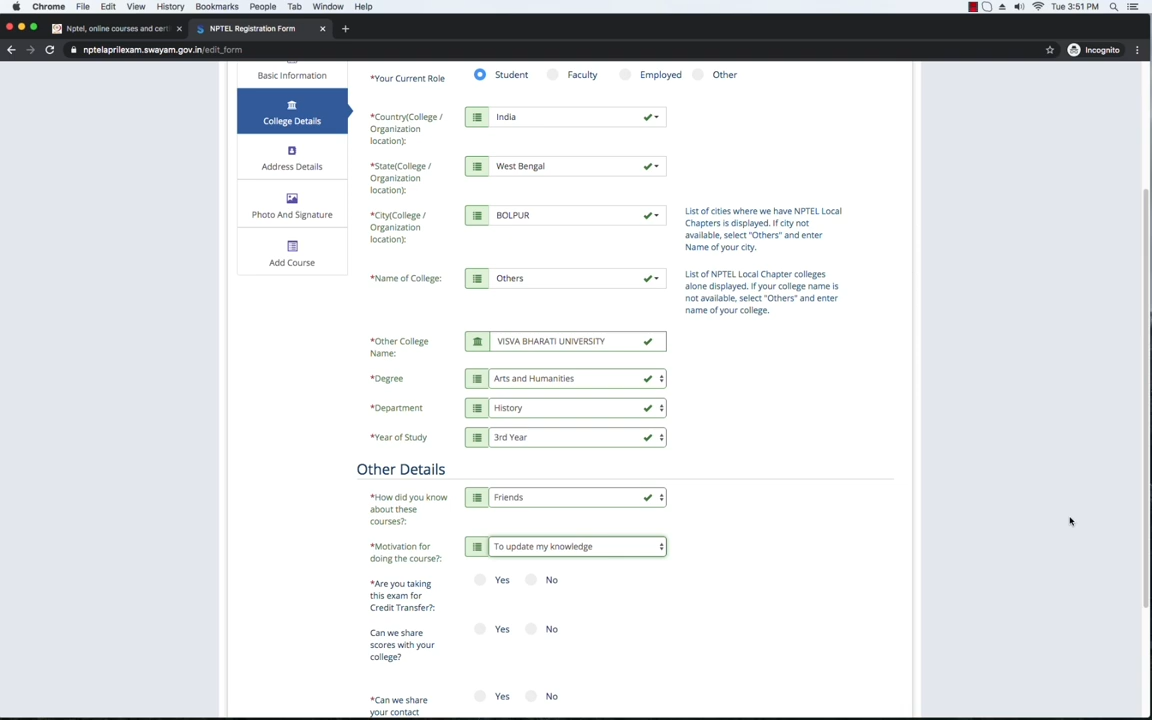 Chrome File Edit View History Bookmarks People Tab Window Help Tue 3:51 PM
Nptel, online courses and cert
NPTEL Registration Form
nptelaprilexam.swayam.gov.in/edit_form
Incognito
Basic Information
College Details
Address Details
Photo And Signature
Add Course
*Your Current Role
Student Faculty Employed Other
*Country(College /
Organization
location):
India
*State(College /
Organization
location):
West Bengal
*City(College /
Organization
location):
BOLPUR
List of cities where we have NPTEL Local
Chapters is displayed. If city not
available, select "Others" and enter
Name of your city.
*Name of College:
Others
List of NPTEL Local Chapter colleges
alone displayed. If your college name is
not available, select "Others" and enter
name of your college.
*Other College
Name:
VISVA BHARATI UNIVERSITY
*Degree
Arts and Humanities
*Department
History
*Year of Study
3rd Year
Other Details
*How did you know
about these
courses?:
Friends
*Motivation for
doing the course?:
To update my knowledge
*Are you taking
this exam for
Credit Transfer?:
Yes No
Can we share
scores with your
college?
Yes No
*Can we share
your contact
Yes No